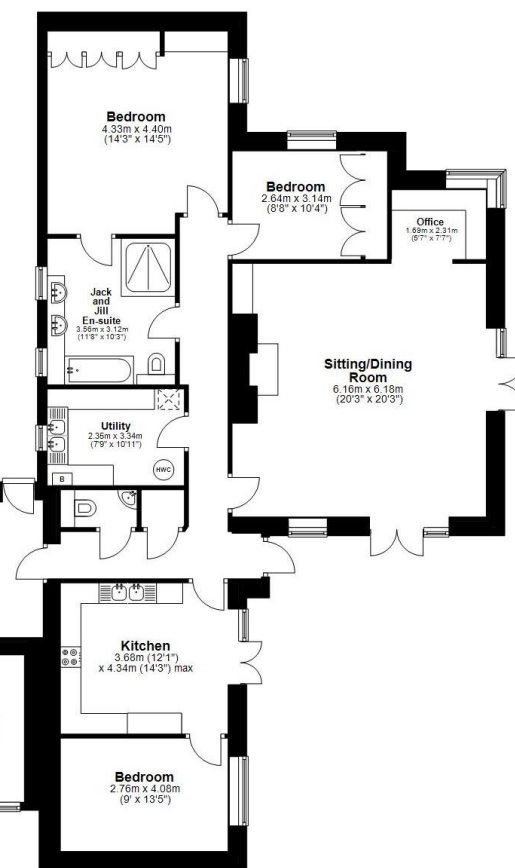 Bedroom
4.33m x 4.40m
(14'3" x 14'5")
Bedroom
2.64m x 3.14m
(8'8" x 10'4")
Office
1.69m x 2.31m
(5'7" x 7'7")
Jack
and
Jill
En-suite
3.56m x 3.12m
(11'8" x 10'3")
Sitting/Dining
Room
6.16m x 6.18m
(20'3" x 20'3")
Utility
2.35m x 3.34m
(7'9" x 10'11")
HWC
B
Kitchen
3.68m (12'1")
x 4.34m (14'3") max
Bedroom
2.76m x 4.08m
(9' x 13'5")